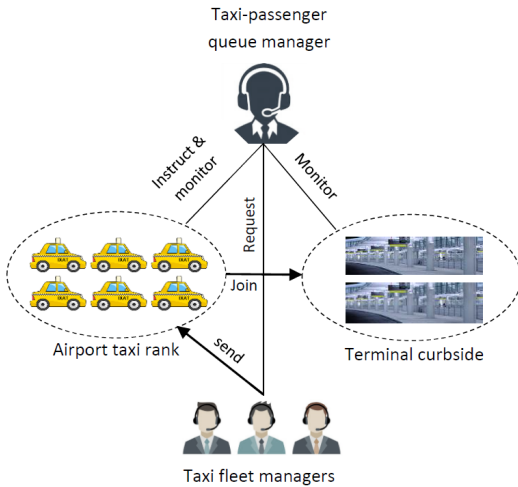 Taxi-passenger
queue manager
Instruct &
monitor
Monitor
Request
Join
send
Airport taxi rank
Terminal curbside
Taxi fleet managers